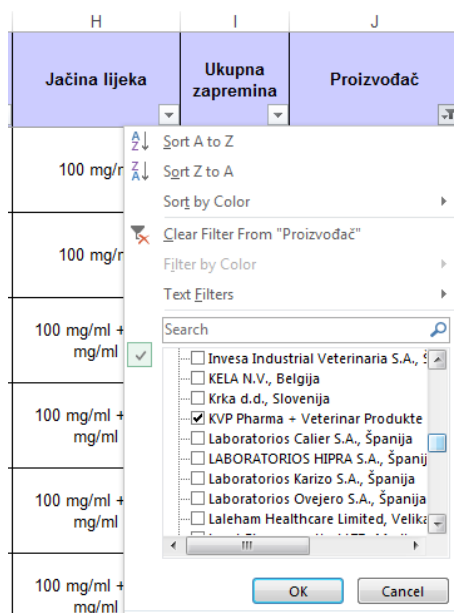 H I J
Jačina lijeka
Ukupna zapremina
Proizvođač
Sort A to Z
100 mg/
Sort Z to A
Sort by Color
Clear Filter From "Proizvođač"
100 mg/
Filter by Color
Text Filters
100 mg/ml +
mg/ml
Search
Invesa Industrial Veterinaria S.A.,
KELA N.V., Belgija
Krka d.d., Slovenija
100 mg/ml +
mg/ml
KVP Pharma + Veterinar Produkte
Laboratorios Calier S.A., Španija
LABORATORIOS HIPRA S.A., Španij
Laboratorios Karizo S.A., Španija
100 mg/ml +
mg/ml
Laboratorios Ovejero S.A., Španija
Laleham Healthcare Limited, Velika
100 mg/ml +
mg/ml
OK Cancel